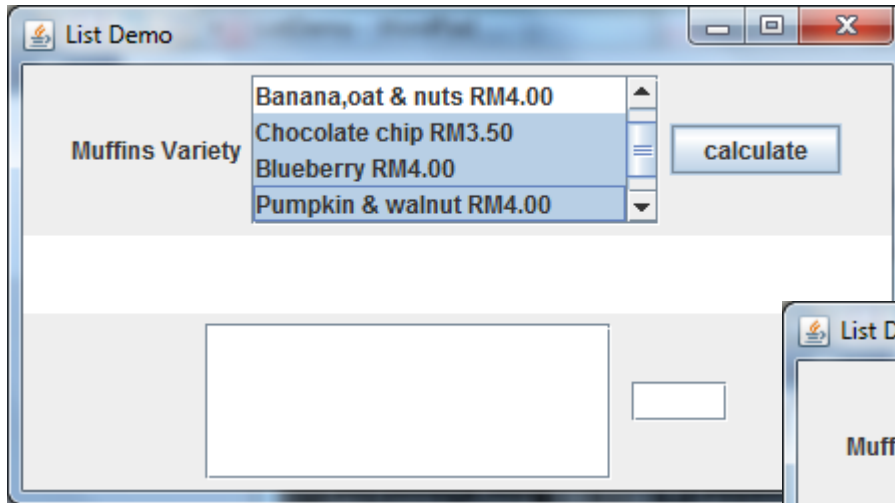 List Demo
Banana,oat & nuts RM4.00
Muffins Variety
Chocolate chip RM3.50
calculate
Blueberry RM4.00
Pumpkin & walnut RM4.00
List D
Muff